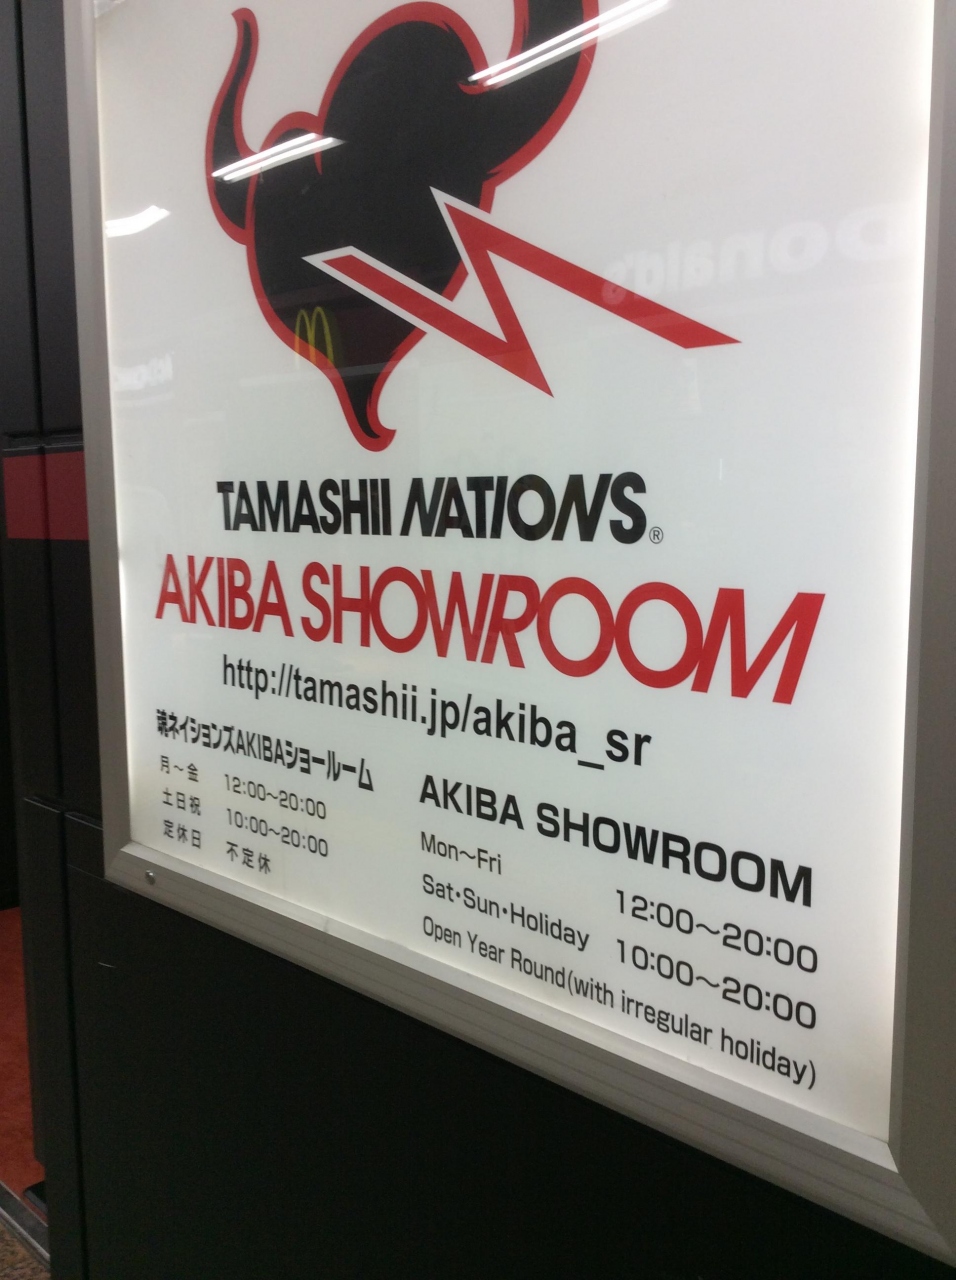 TAMASHII NATIONS®
AKIBA SHOWROOM
http://tamashii.jp/akiba_sr
魂ネイションズAKIBAショールーム
月～金 12:00～20:00
土日祝 10:00～20:00
定休日 不定休
AKIBA SHOWROOM
Mon～Fri 12:00～20:00
Sat･Sun･Holiday 10:00～20:00
Open Year Round(with irregular holiday)
Donald's